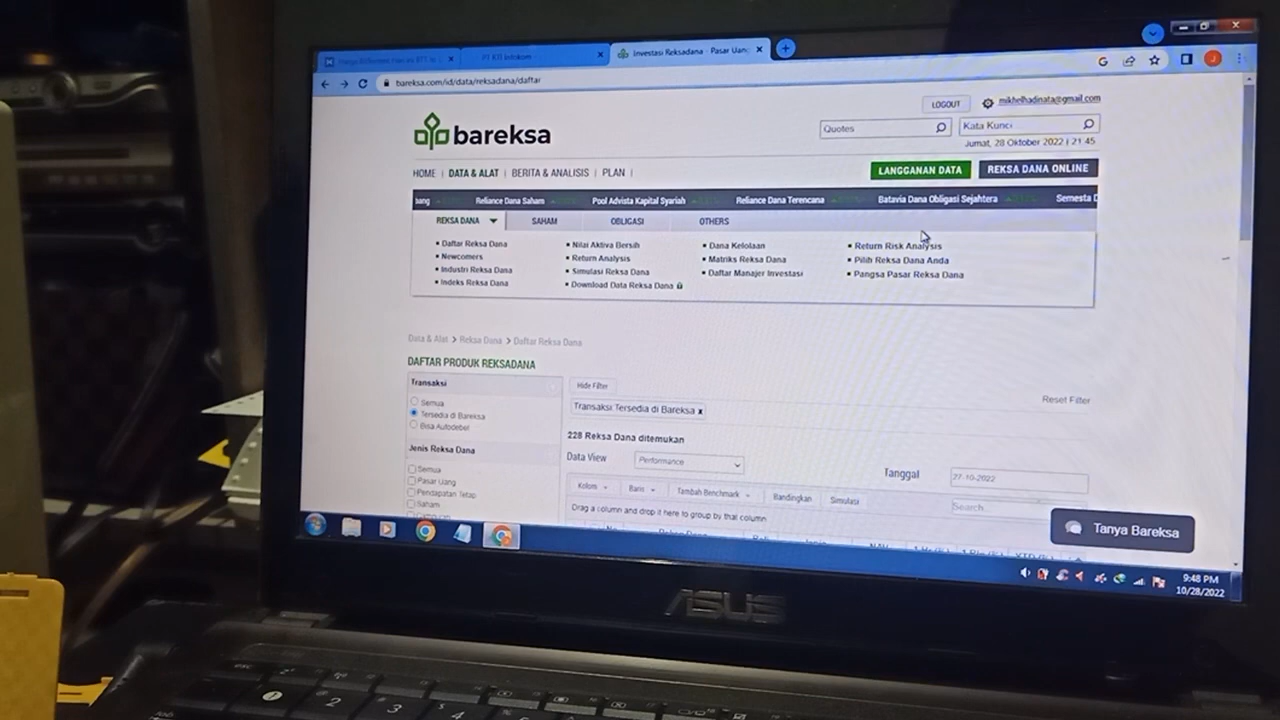 Investasi Reksadana - Pasar Uang
bareksa.com/id/data/reksadana/daftar
LOGOUT
mikhelhadinata@gmail.com
bareksa
Quotes
Kata Kunci
Jumat, 28 Oktober 2022 | 21:45
HOME | DATA & ALAT | BERITA & ANALISIS | PLAN |
LANGGANAN DATA
REKSA DANA ONLINE
Reliance Dana Saham
Pool Advista Kapital Syariah
Reliance Dana Terencana
Batavia Dana Obligasi Sejahtera
Semesta D
REKSA DANA
SAHAM
OBLIGASI
OTHERS
Daftar Reksa Dana
Newcomers
Industri Reksa Dana
Indeks Reksa Dana
Nilai Aktiva Bersih
Return Analysis
Simulasi Reksa Dana
Download Data Reksa Dana
Dana Kelolaan
Matriks Reksa Dana
Daftar Manajer Investasi
Return Risk Analysis
Pilih Reksa Dana Anda
Pangsa Pasar Reksa Dana
Data & Alat > Reksa Dana > Daftar Reksa Dana
DAFTAR PRODUK REKSADANA
Transaksi
Semua
Tersedia di Bareksa
Bisa Autodebet
Jenis Reksa Dana
Semua
Pasar Uang
Pendapatan Tetap
Saham
Hide Filter
Reset Filter
Transaksi:Tersedia di Bareksa x
228 Reksa Dana ditemukan
Data View
Performance
Tanggal
27-10-2022
Kolom
Baris
Tambah Benchmark
Bandingkan
Simulasi
Search...
Drag a column and drop it here to group by that column
Tanya Bareksa
9:48 PM
10/28/2022
ASUS
esc
2
3
4